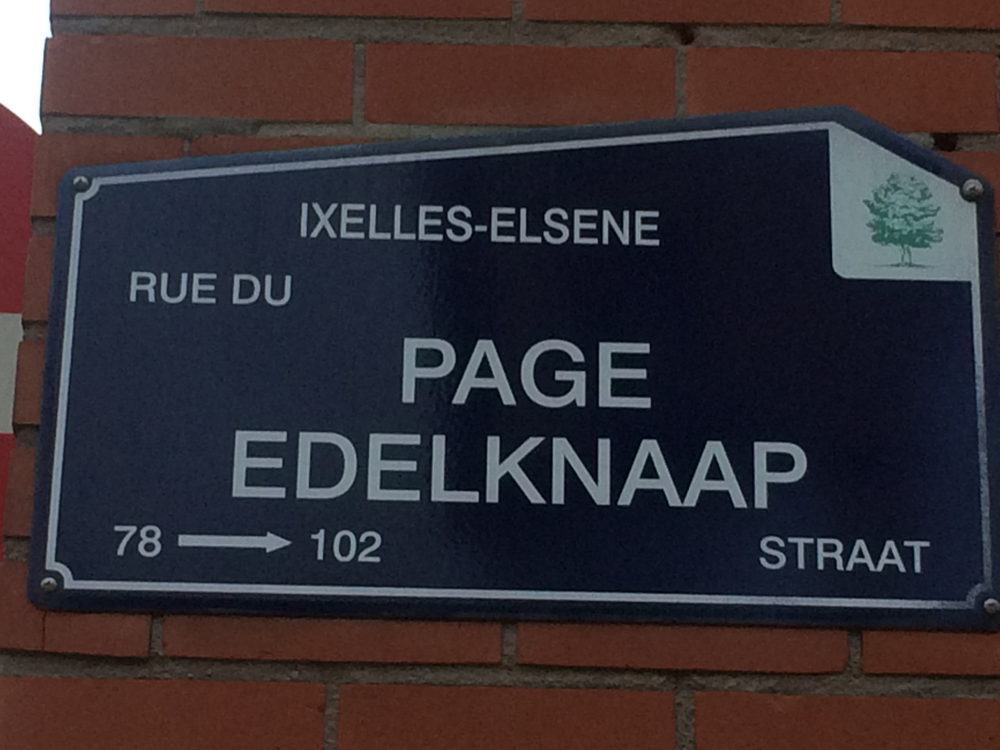 IXELLES-ELSENE
RUE DU
PAGE
EDELKNAAP
78 → 102
STRAAT